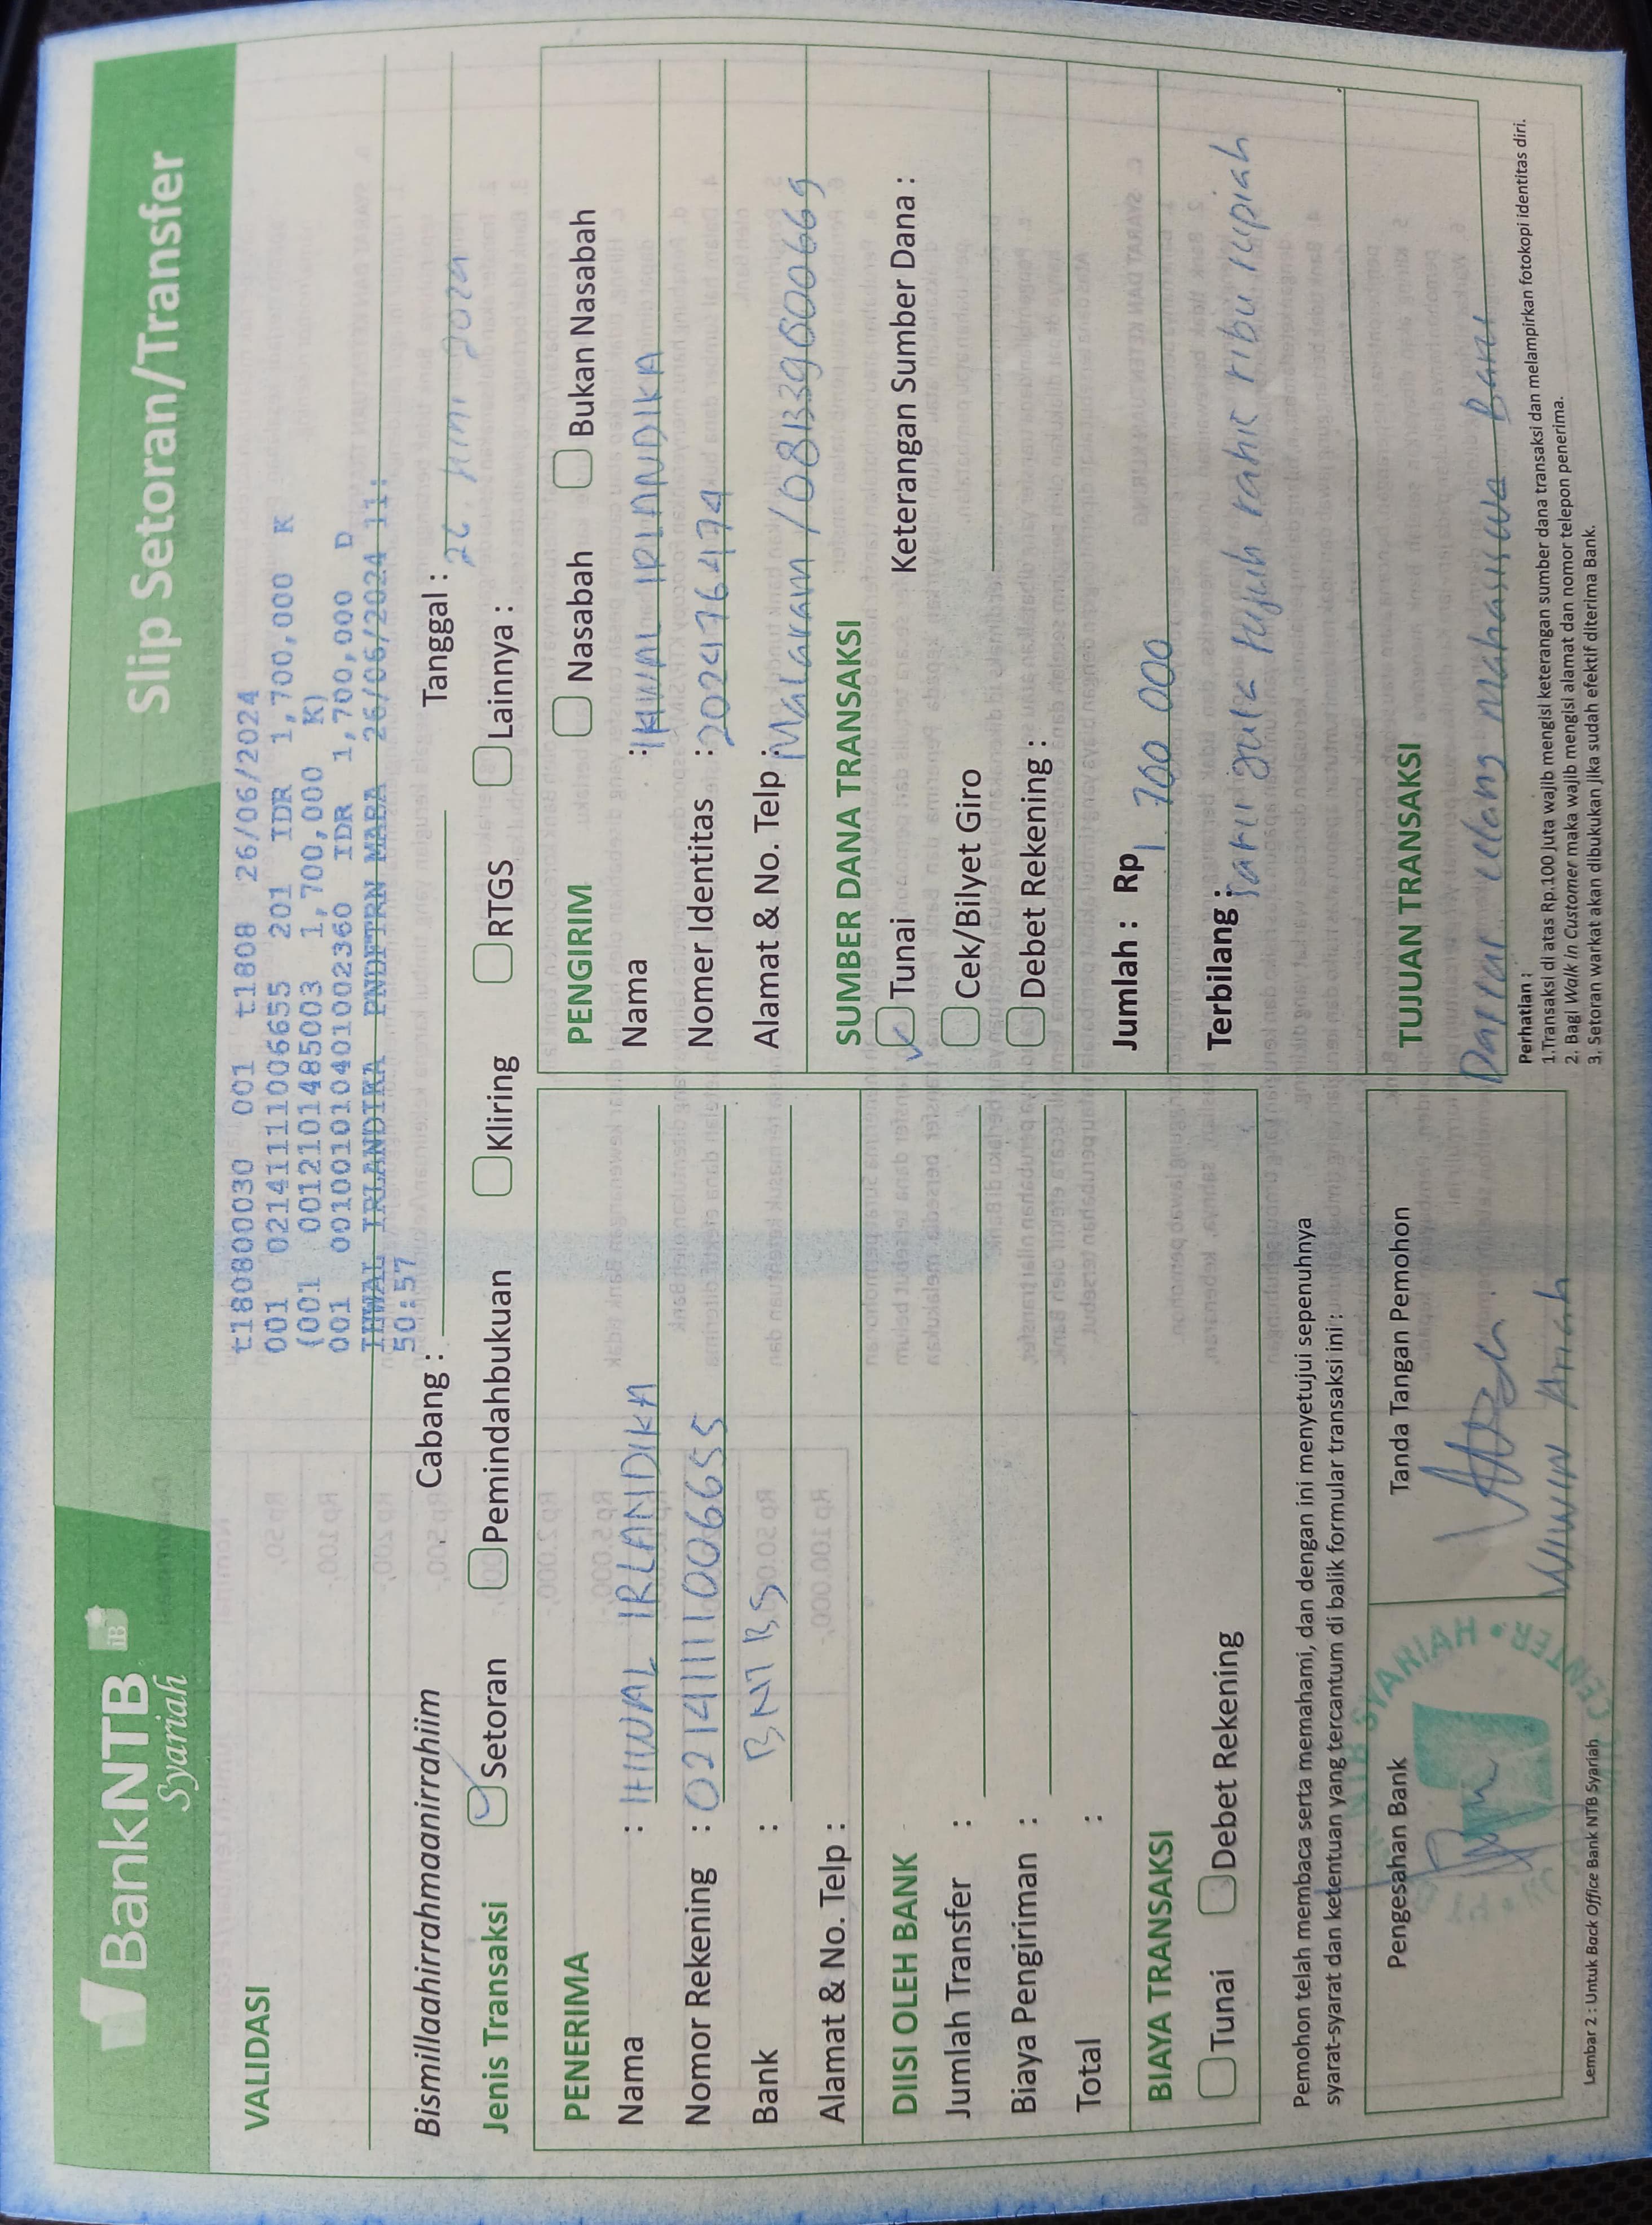 BankNTB
Syariah
iB
Slip Setoran/Transfer
VALIDASI
t180800030 001 t1808 26/06/2024
001 0214111006655 201 IDR 1,700,000 K
(001 0012101485003 1,700,000 K)
001 0010010104010002360 IDR 1,700,000 D
IHWAL IRLANDIKA PNDFTRN MABA 26/06/2024 11:
50:57
Bismillaahirrahmaanirrahiim
Cabang :
Tanggal : 26 Juni 2024
Jenis Transaksi
Setoran
Pemindahbukuan
Kliring
RTGS
Lainnya :
PENERIMA
Nama : IHWAL IRLANDIKA
Nomor Rekening : 0214111006655
Bank : BNTBS
Alamat & No. Telp :
DIISI OLEH BANK
Jumlah Transfer :
Biaya Pengiriman :
Total :
BIAYA TRANSAKSI
Tunai
Debet Rekening
PENGIRIM
Nasabah
Bukan Nasabah
Nama : IHWAL IRLANDIKA
Nomer Identitas : 202476474
Alamat & No. Telp : Mataram / 081339600669
SUMBER DANA TRANSAKSI
Tunai
Keterangan Sumber Dana :
Cek/Bilyet Giro
Debet Rekening :
Jumlah : Rp 1.700.000
Terbilang : Satu juta tujuh ratus ribu rupiah
TUJUAN TRANSAKSI
Daftar ulang mahasiswa Baru
Pemohon telah membaca serta memahami, dan dengan ini menyetujui sepenuhnya
syarat-syarat dan ketentuan yang tercantum di balik formular transaksi ini :
Pengesahan Bank
Tanda Tangan Pemohon
Perhatian :
1.Transaksi di atas Rp.100 juta wajib mengisi keterangan sumber dana transaksi dan melampirkan fotokopi identitas diri.
2. Bagi Walk in Customer maka wajib mengisi alamat dan nomor telepon penerima.
3. Setoran warkat akan dibukukan jika sudah efektif diterima Bank.
Lembar 2 : Untuk Back Office Bank NTB Syariah